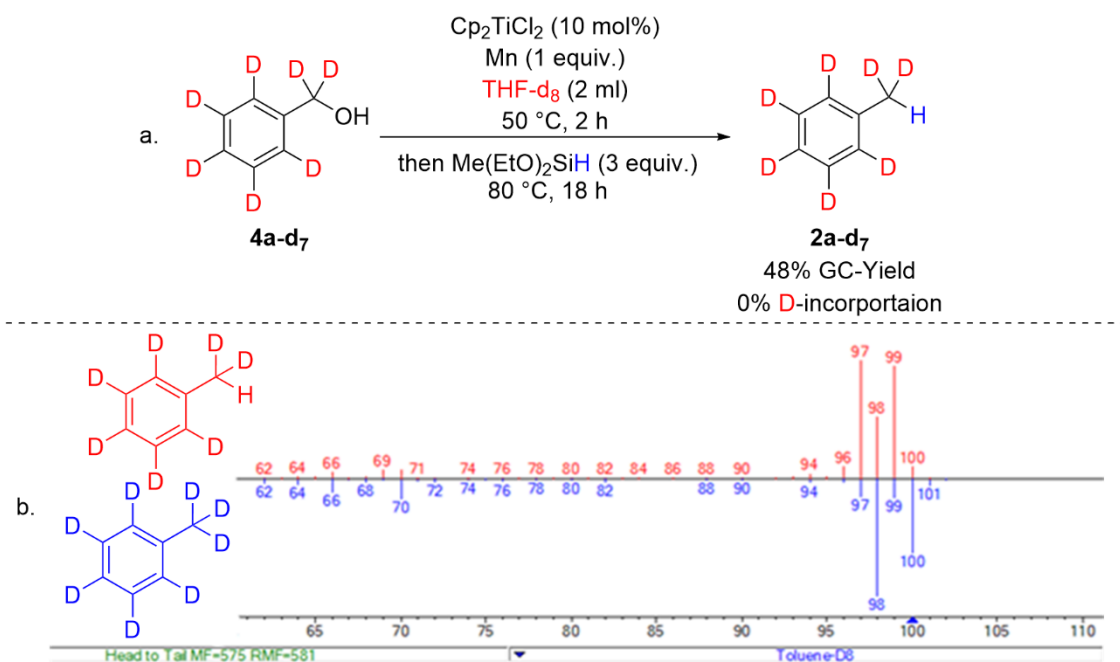 Cp₂TiCl₂ (10 mol%)
Mn (1 equiv.)
THF-d₈ (2 ml)
50 °C, 2 h
then Me(EtO)₂SiH (3 equiv.)
80 °C, 18 h
a.
D D D
D OH
D D
D
4a-d₇
D D D
D H
D D
D
2a-d₇
48% GC-Yield
0% D-incorportaion
b.
D D
D D
H
D D
D
D D
D D
D
D D
D
97 99
98
62 64 66 69 71 74 76 78 80 82 84 86 88 90 94 96 100
62 64 66 68 70 72 74 76 78 80 82 88 90 94 97 99 101
100
98
65 70 75 80 85 90 95 100 105 110
Head to Tail MF=575 RMF=581 Toluene-D8